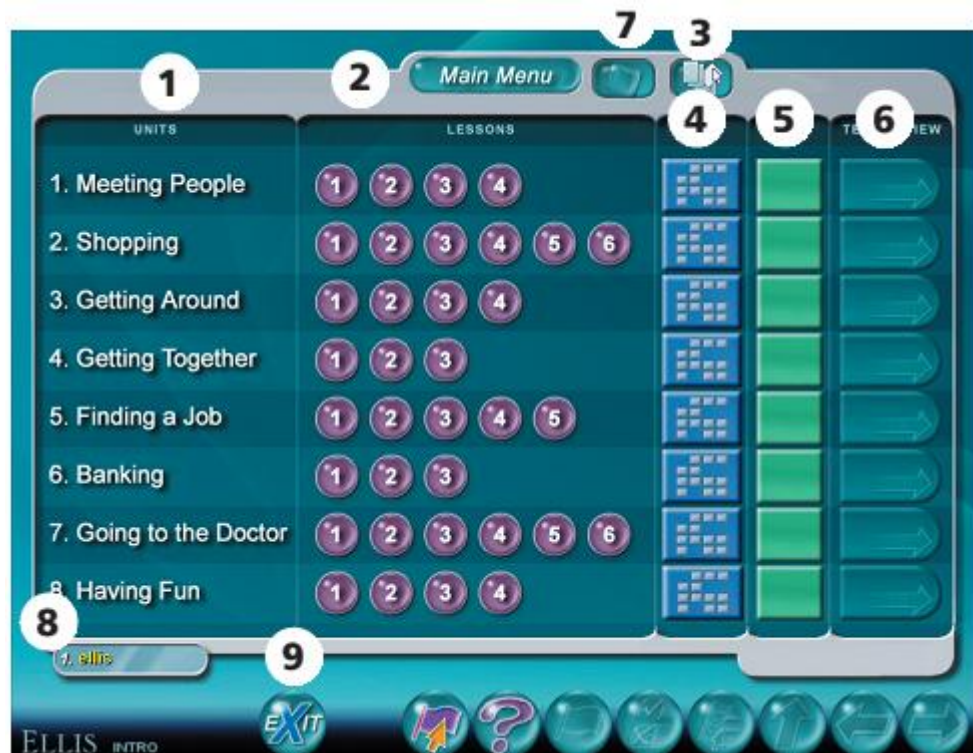 7 3
1 2 Main Menu
UNITS LESSONS 4 5 6
1. Meeting People 1 2 3 4
2. Shopping 1 2 3 4 5 6
3. Getting Around 1 2 3 4
4. Getting Together 1 2 3
5. Finding a Job 1 2 3 4 5
6. Banking 1 2 3
7. Going to the Doctor 1 2 3 4 5 6
8. Having Fun 1 2 3 4
8
1. ellis
9
EXIT ?
ELLIS INTRO